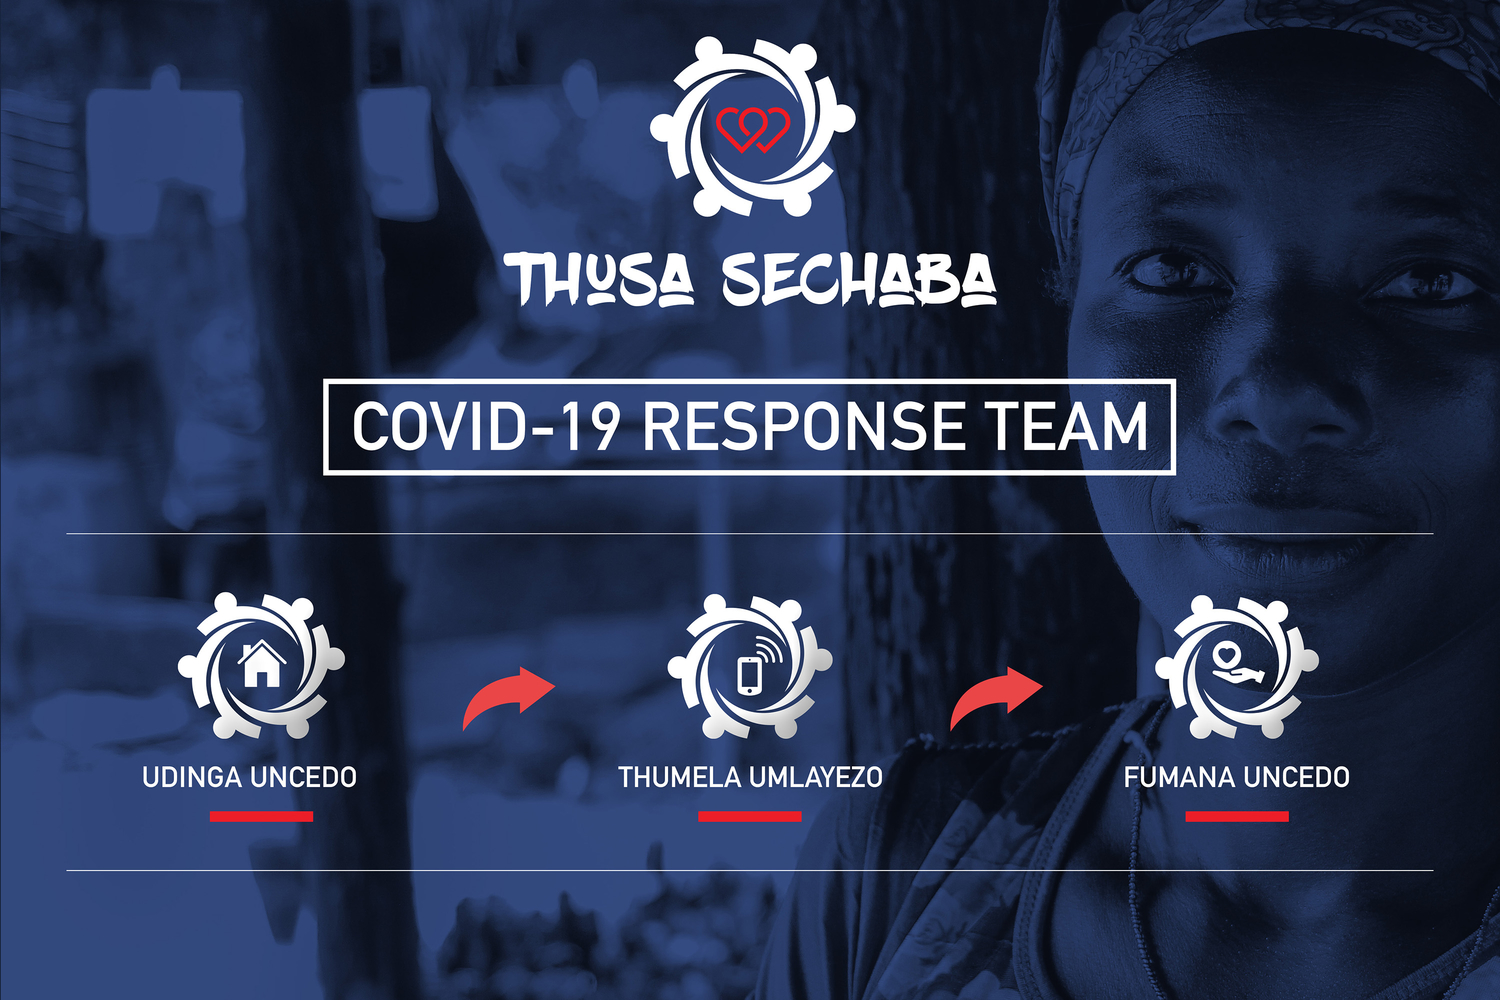 THUSA SECHABA
COVID-19 RESPONSE TEAM
UDINGA UNCEDO
THUMELA UMLAYEZO
FUMANA UNCEDO